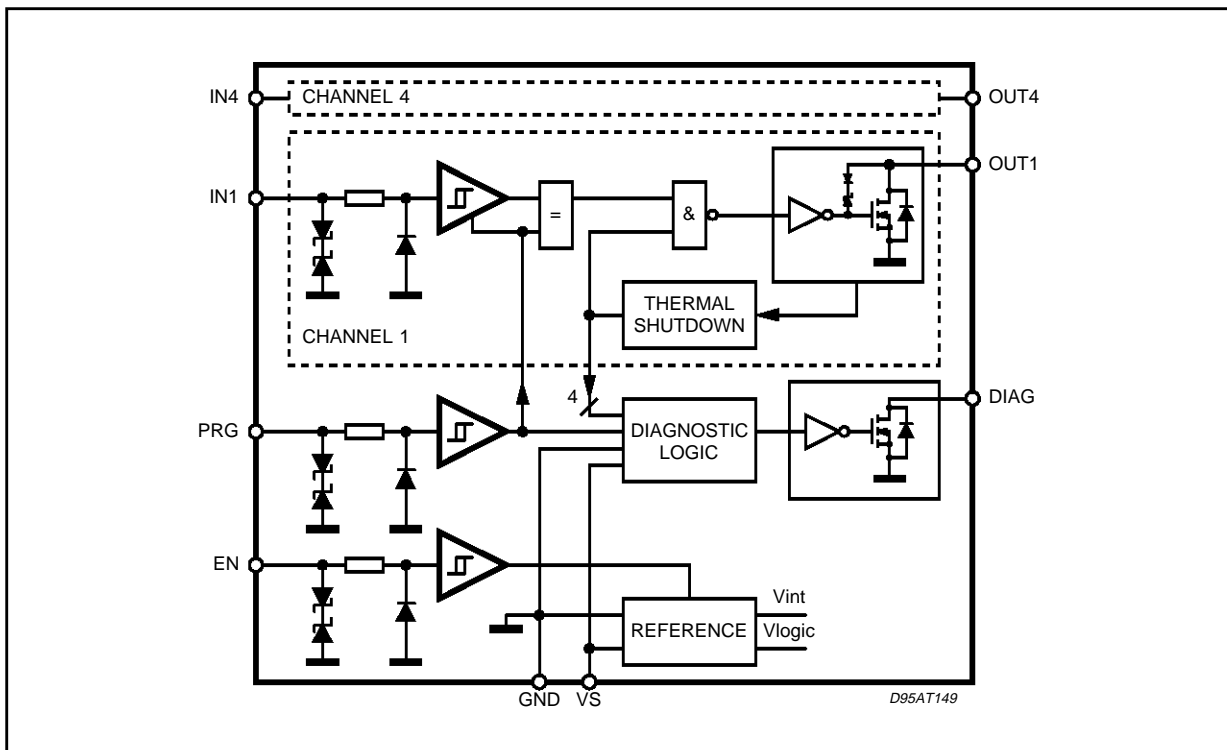 IN4
CHANNEL 4
OUT4
OUT1
IN1
=
&
THERMAL
SHUTDOWN
CHANNEL 1
4
DIAG
PRG
DIAGNOSTIC
LOGIC
EN
Vint
REFERENCE
Vlogic
GND
VS
D95AT149